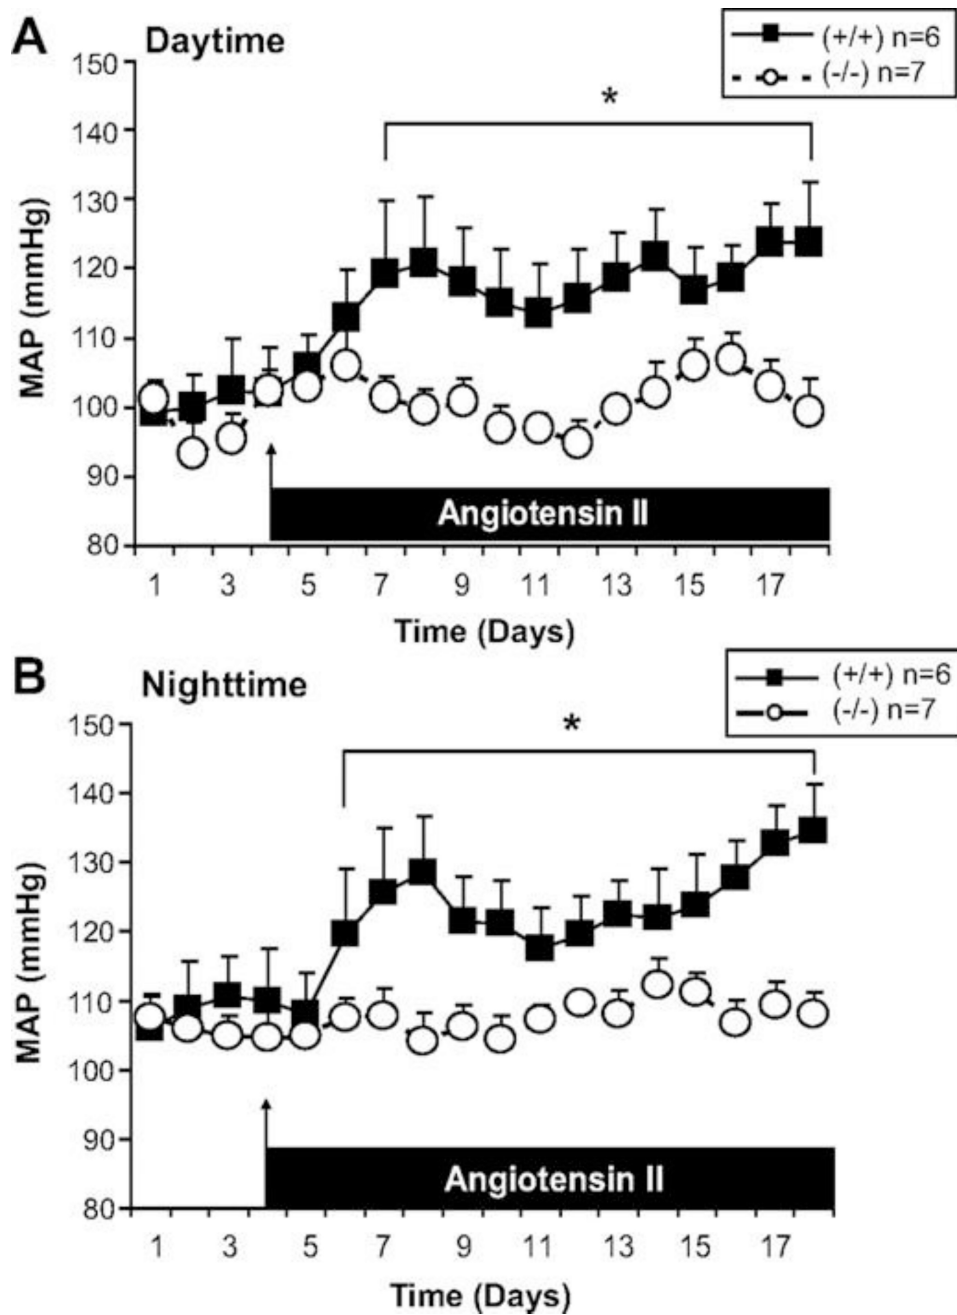 A Daytime
(+/+) n=6
(-/-) n=7
*
150
140
130
120
110
100
90
80
MAP (mmHg)
Angiotensin II
1 3 5 7 9 11 13 15 17
Time (Days)
B Nighttime
(+/+) n=6
(-/-) n=7
*
150
140
130
120
110
100
90
80
MAP (mmHg)
Angiotensin II
1 3 5 7 9 11 13 15 17
Time (Days)